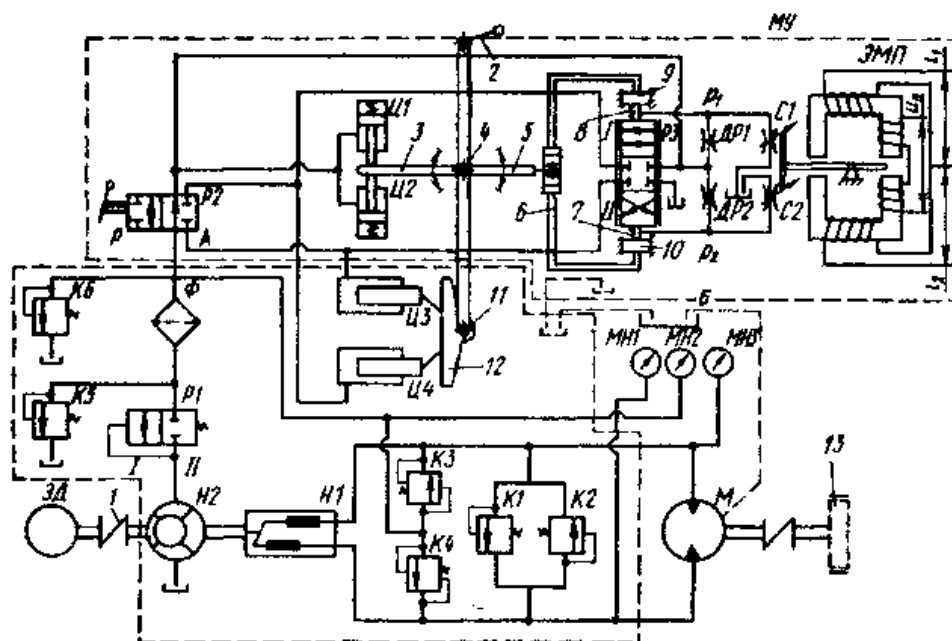 МУ
ЭМП
2
9
8
Ц1
3
4
5
Р3
Р1
ДР1
С1
I
Ц2
6
II
7
ДР2
С2
10
Р2
Р2
Р
А
К6
Ф
Ц3
11
Б
МН1
МН2
МН3
12
Ц4
К5
Р1
I
II
13
К3
ЭД
1
Н2
Н1
К1
К2
М
К4